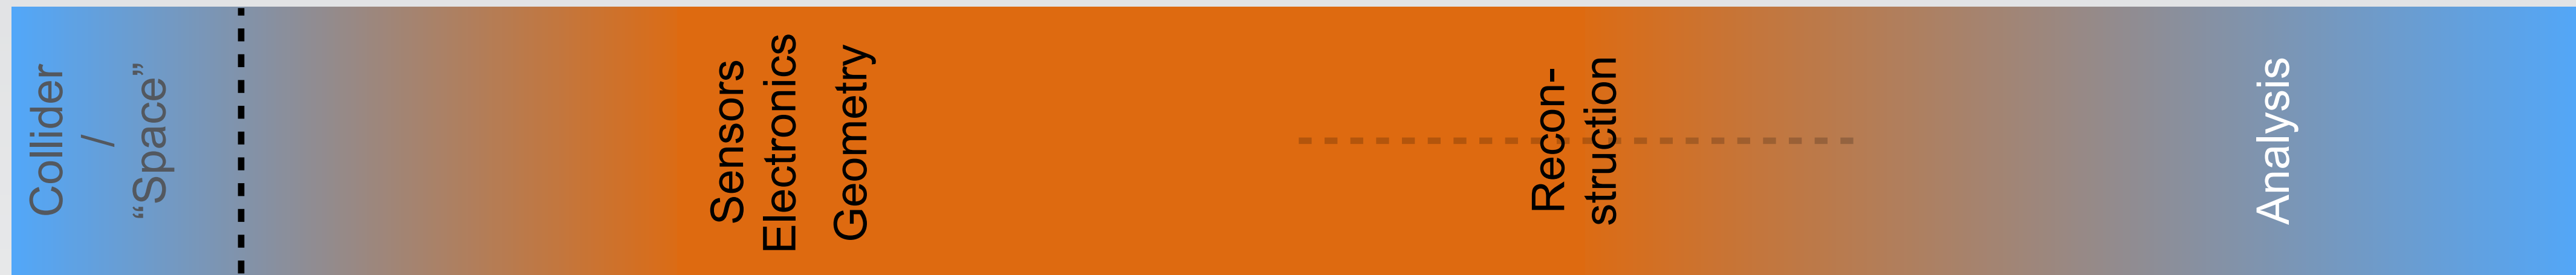 Collider
/
“Space”
Sensors
Electronics
Geometry
Recon-
struction
Analysis